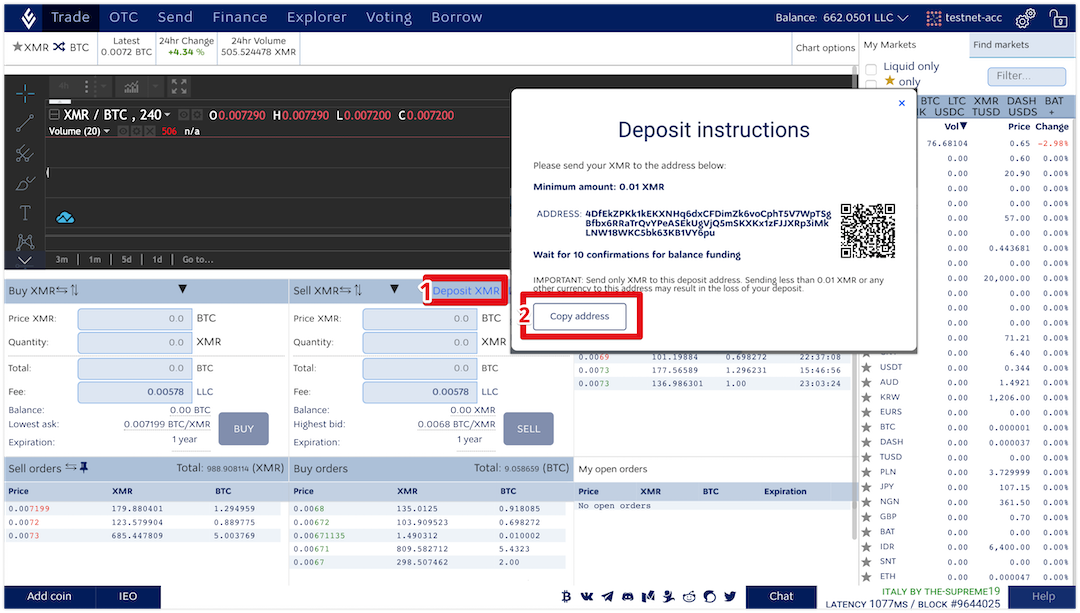 Trade OTC Send Finance Explorer Voting Borrow
Balance: 662.0501 LLC testnet-acc
XMR BTC
Latest
0.0072 BTC
24hr Change
+4.34 %
24hr Volume
505.524478 XMR
Chart options
My Markets
Find markets
Liquid only
only
Filter...
4h
XMR / BTC , 240 O0.007290 H0.007290 L0.007200 C0.007200
Volume (20) 506 n/a
3m 1m 5d 1d Go to...
×
Deposit instructions
Please send your XMR to the address below:
Minimum amount: 0.01 XMR
ADDRESS: 4DfEkZPKk1kEKXNHq6dxCFDimZk6voCphT5V7WpTSg
Bfbx6RRaTrQvYPeASEkUgVjQ5mSKXKx1zFJJXRp3iMk
LNW18WKC5bk63KB1VY6pu
Wait for 10 confirmations for balance funding
IMPORTANT: Send only XMR to this deposit address. Sending less than 0.01 XMR or any
other currency to this address may result in the loss of your deposit.
2
Copy address
BTC LTC XMR DASH BAT
K USDC TUSD USDS +
Vol Price Change
76.68104 0.65 -2.98%
0.00 0.60 0.00%
0.00 20.90 0.00%
0.00 0.00 0.00%
0.00 0.00 0.00%
0.00 57.00 0.00%
0.00 0.00 0.00%
0.00 0.443681 0.00%
0.00 0.00 0.00%
0.00 20,000.00 0.00%
0.00 0.00 0.00%
0.00 0.00 0.00%
0.00 0.00 0.00%
0.00 71.21 0.00%
0.00 6.40 0.00%
USDT 0.00 0.344 0.00%
AUD 0.00 1.4921 0.00%
KRW 0.00 1,206.00 0.00%
EURS 0.00 0.00 0.00%
BTC 0.00 0.000001 0.00%
DASH 0.00 0.000037 0.00%
TUSD 0.00 0.00 0.00%
PLN 0.00 3.729999 0.00%
JPY 0.00 107.15 0.00%
NGN 0.00 361.50 0.00%
GBP 0.00 0.70 0.00%
BAT 0.00 0.00 0.00%
IDR 0.00 6,400.00 0.00%
SNT 0.00 0.00 0.00%
ETH 0.00 0.000047 0.00%
Buy XMR
Price XMR: 0.0 BTC
Quantity: 0.0 XMR
Total: 0.0 BTC
Fee: 0.00578 LLC
Balance: 0.00 BTC
Lowest ask: 0.007199 BTC/XMR
Expiration: 1 year
BUY
Sell XMR
1
Deposit XMR
Price XMR: 0.0 BTC
Quantity: 0.0 XMR
Total: 0.0 BTC
Fee: 0.00578 LLC
Balance: 0.00 XMR
Highest bid: 0.0068 BTC/XMR
Expiration: 1 year
SELL
0.0069 101.19884 0.698272 22:37:08
0.0073 177.56589 1.296231 15:46:56
0.0073 136.986301 1.00 23:03:24
Sell orders Total: 988.908114 (XMR)
Price XMR BTC
0.007199 179.880401 1.294959
0.0072 123.579904 0.889775
0.0073 685.447809 5.003769
Buy orders Total: 9.058659 (BTC)
Price XMR BTC
0.0068 135.0125 0.918085
0.00672 103.909523 0.698272
0.00671135 1.490312 0.010002
0.00671 809.582712 5.4323
0.0067 298.507462 2.00
My open orders
Price XMR BTC Expiration
No open orders
Add coin IEO
Chat
ITALY BY THE-SUPREME19
LATENCY 1077MS / BLOCK #9644025
Help